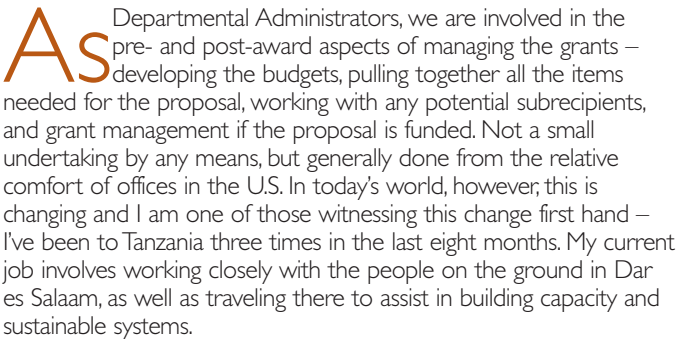 As Departmental Administrators, we are involved in the
pre- and post-award aspects of managing the grants –
developing the budgets, pulling together all the items
needed for the proposal, working with any potential subrecipients,
and grant management if the proposal is funded. Not a small
undertaking by any means, but generally done from the relative
comfort of offices in the U.S. In today’s world, however, this is
changing and I am one of those witnessing this change first hand –
I’ve been to Tanzania three times in the last eight months. My current
job involves working closely with the people on the ground in Dar
es Salaam, as well as traveling there to assist in building capacity and
sustainable systems.